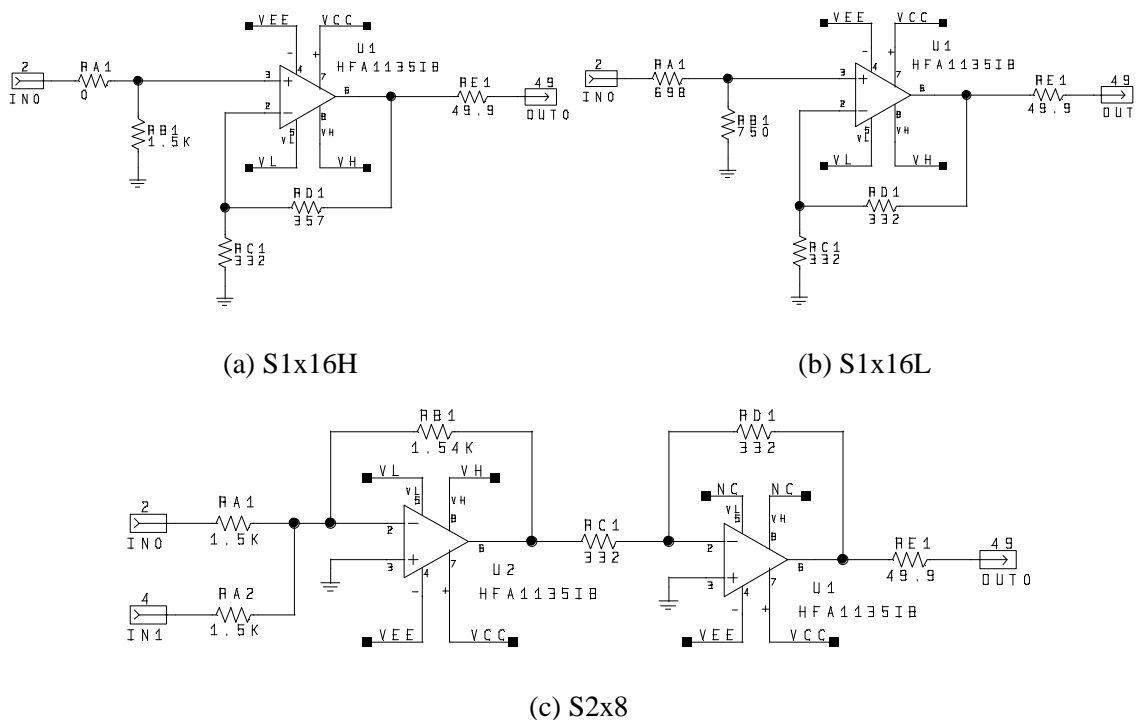 VEE VCC
2 RA1 - 4 + 7 U1
HFA1135IB
IN0 0 3 + 6 RE1 49
2 - 49.9 OUT0
RB1 1.5K 5 VL 8 VH
VL VH
RD1
357
RC1
332
(a) S1x16H
VEE VCC
2 RA1 - 4 + 7 U1
HFA1135IB
IN0 698 3 + 6 RE1 49
2 - 49.9 OUT
RB1 750 5 VL 8 VH
VL VH
RD1
332
RC1
332
(b) S1x16L
RB1
1.54K
VL VH
5 VL 8 VH
2 RA1
IN0 1.5K
4 RA2
IN1 1.5K
2 - 6
3 +
- 4 + 7 U2
HFA1135IB
VEE VCC
RC1
332
RD1
332
NC NC
5 VL 8 VH
2 - 6
3 +
- 4 + 7 U1
HFA1135IB
VEE VCC
RE1 49
49.9 OUT0
(c) S2x8